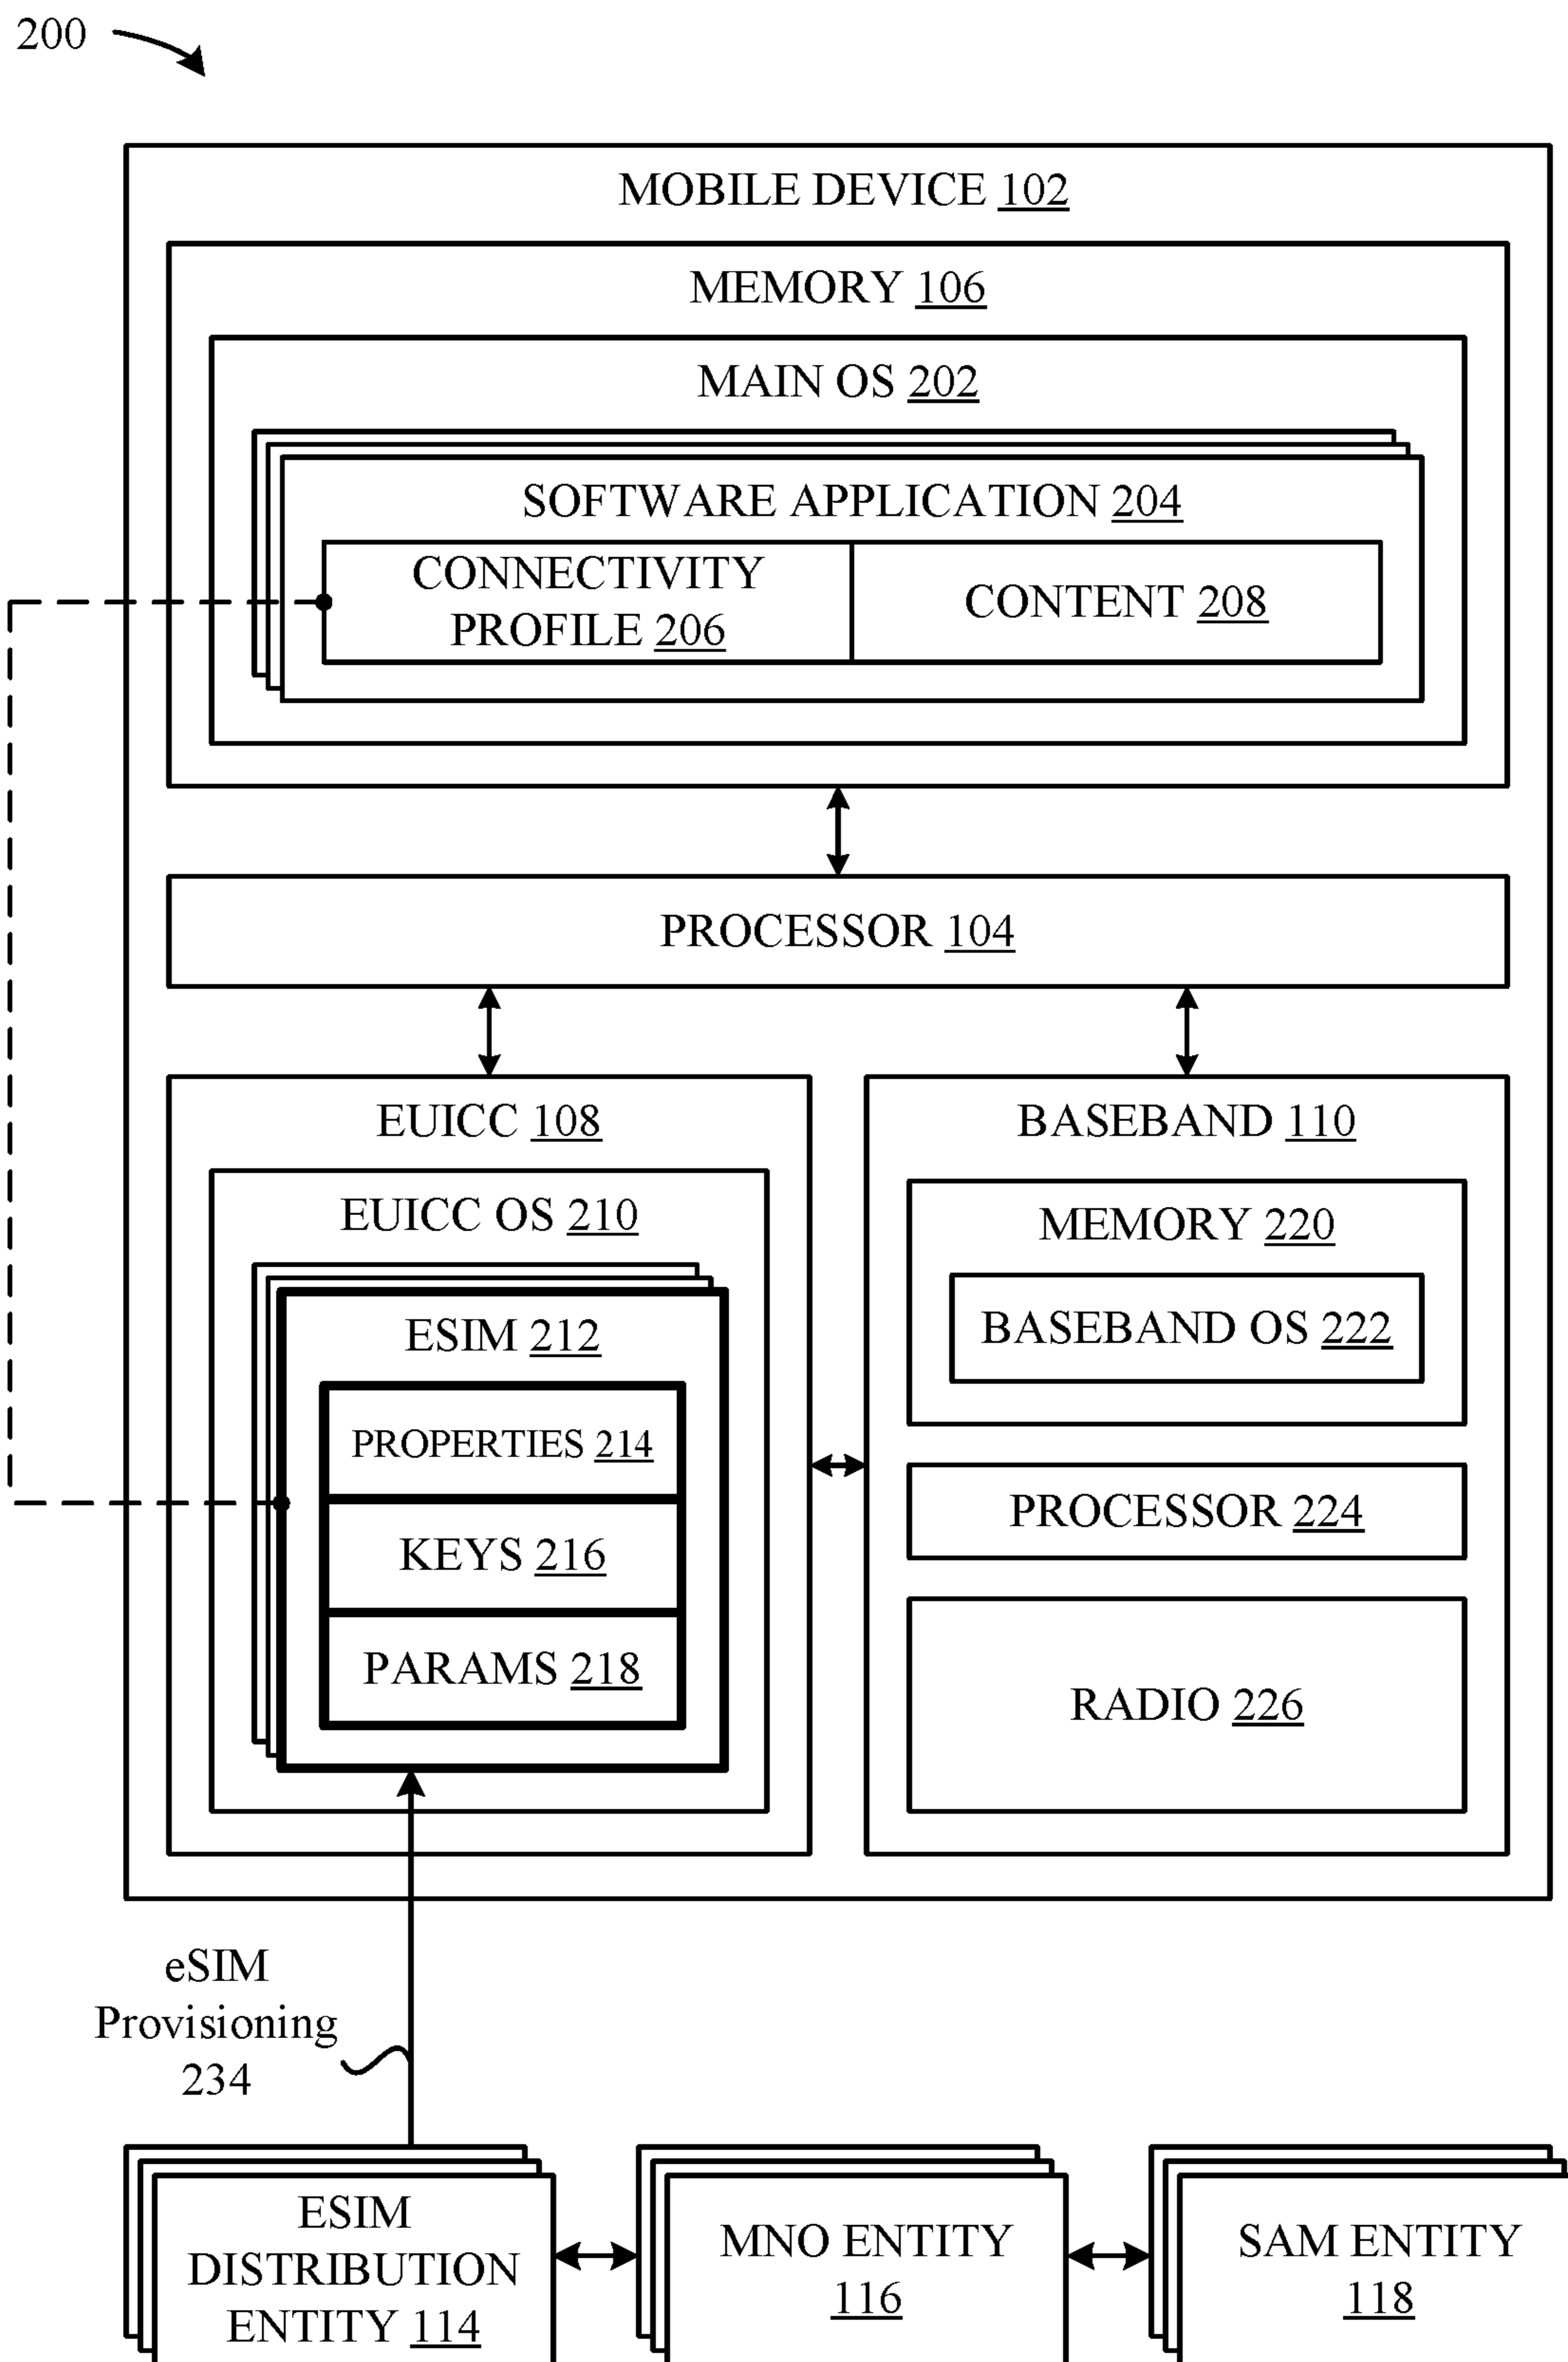 200
MOBILE DEVICE 102
MEMORY 106
MAIN OS 202
SOFTWARE APPLICATION 204
CONNECTIVITY
PROFILE 206
CONTENT 208
PROCESSOR 104
EUICC 108
EUICC OS 210
ESIM 212
PROPERTIES 214
KEYS 216
PARAMS 218
BASEBAND 110
MEMORY 220
BASEBAND OS 222
PROCESSOR 224
RADIO 226
eSIM
Provisioning
234
ESIM
DISTRIBUTION
ENTITY 114
MNO ENTITY
116
SAM ENTITY
118